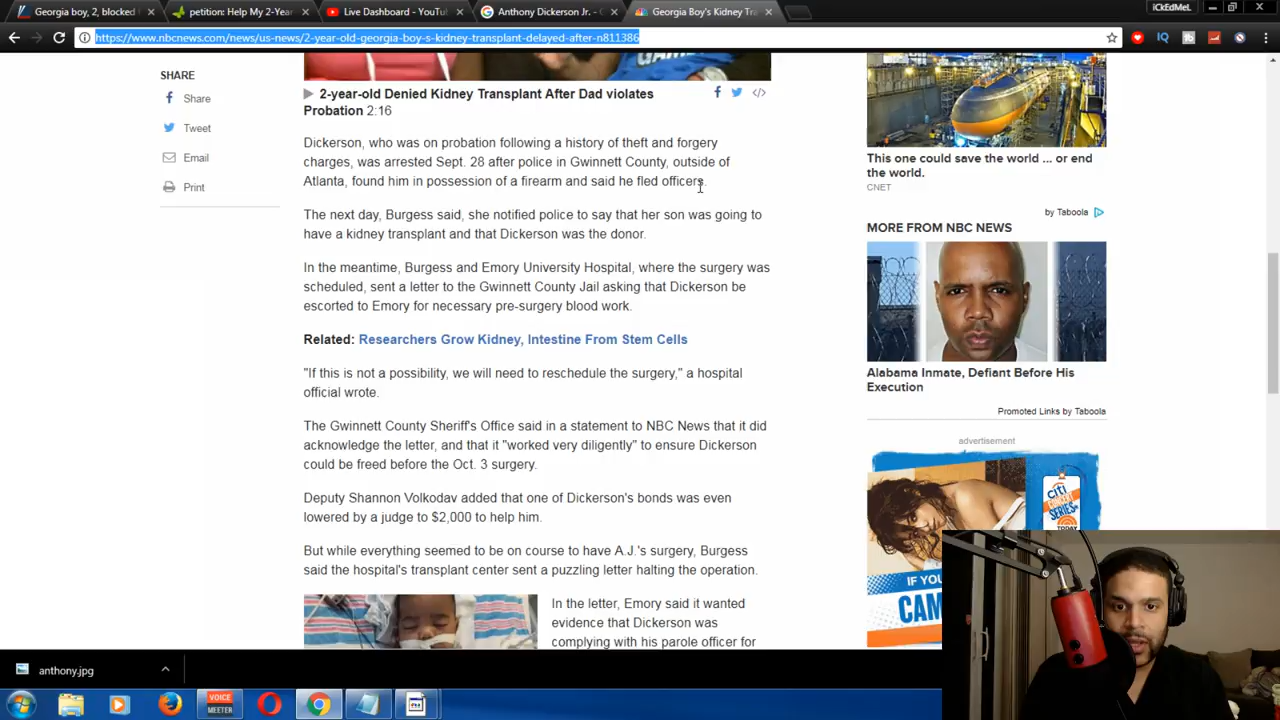 Georgia boy, 2, blocked f
petition: Help My 2-Year
Live Dashboard - YouTu
Anthony Dickerson Jr. - G
Georgia Boy's Kidney Tra
iCkEdMeL
https://www.nbcnews.com/news/us-news/2-year-old-georgia-boy-s-kidney-transplant-delayed-after-n811386
SHARE
Share
Tweet
Email
Print
2-year-old Denied Kidney Transplant After Dad violates
Probation 2:16
Dickerson, who was on probation following a history of theft and forgery
charges, was arrested Sept. 28 after police in Gwinnett County, outside of
Atlanta, found him in possession of a firearm and said he fled officers.
The next day, Burgess said, she notified police to say that her son was going to
have a kidney transplant and that Dickerson was the donor.
In the meantime, Burgess and Emory University Hospital, where the surgery was
scheduled, sent a letter to the Gwinnett County Jail asking that Dickerson be
escorted to Emory for necessary pre-surgery blood work.
Related: Researchers Grow Kidney, Intestine From Stem Cells
"If this is not a possibility, we will need to reschedule the surgery," a hospital
official wrote.
The Gwinnett County Sheriff's Office said in a statement to NBC News that it did
acknowledge the letter, and that it "worked very diligently" to ensure Dickerson
could be freed before the Oct. 3 surgery.
Deputy Shannon Volkodav added that one of Dickerson's bonds was even
lowered by a judge to $2,000 to help him.
But while everything seemed to be on course to have A.J.'s surgery, Burgess
said the hospital's transplant center sent a puzzling letter halting the operation.
In the letter, Emory said it wanted
evidence that Dickerson was
complying with his parole officer for
This one could save the world ... or end
the world.
CNET
by Taboola
MORE FROM NBC NEWS
Alabama Inmate, Defiant Before His
Execution
Promoted Links by Taboola
advertisement
citi
CONCERT
SERIES
TODAY
IF YOU
CAM
anthony.jpg
VOICE
MEETER